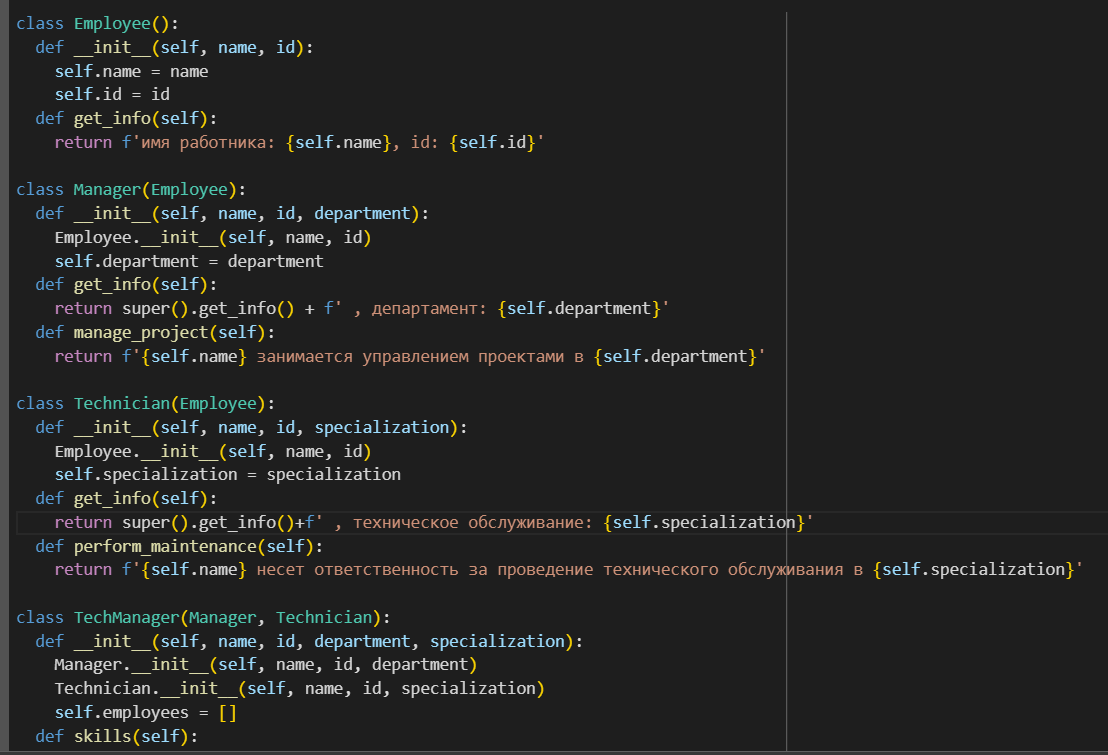 class Employee():
  def __init__(self, name, id):
    self.name = name
    self.id = id
  def get_info(self):
    return f'имя работника: {self.name}, id: {self.id}'

class Manager(Employee):
  def __init__(self, name, id, department):
    Employee.__init__(self, name, id)
    self.department = department
  def get_info(self):
    return super().get_info() + f' , департамент: {self.department}'
  def manage_project(self):
    return f'{self.name} занимается управлением проектами в {self.department}'

class Technician(Employee):
  def __init__(self, name, id, specialization):
    Employee.__init__(self, name, id)
    self.specialization = specialization
  def get_info(self):
    return super().get_info()+f' , техническое обслуживание: {self.specialization}'
  def perform_maintenance(self):
    return f'{self.name} несет ответственность за проведение технического обслуживания в {self.specialization}'

class TechManager(Manager, Technician):
  def __init__(self, name, id, department, specialization):
    Manager.__init__(self, name, id, department)
    Technician.__init__(self, name, id, specialization)
    self.employees = []
  def skills(self):